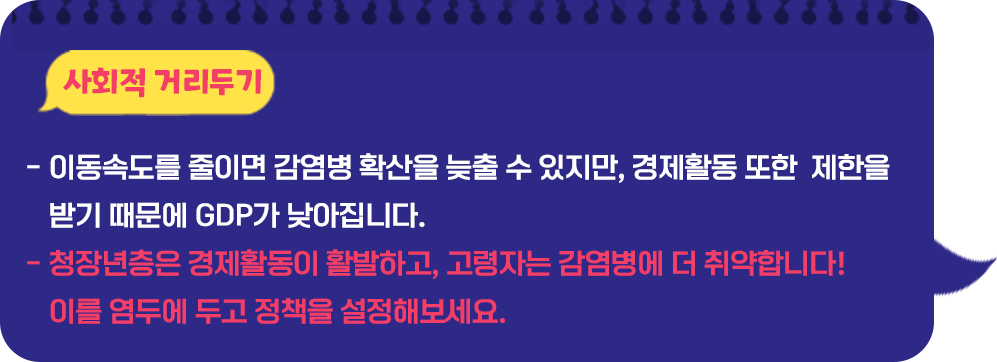 사회적 거리두기
- 이동속도를 줄이면 감염병 확산을 늦출 수 있지만, 경제활동 또한 제한을
받기 때문에 GDP가 낮아집니다.
- 청장년층은 경제활동이 활발하고, 고령자는 감염병에 더 취약합니다!
이를 염두에 두고 정책을 설정해보세요.